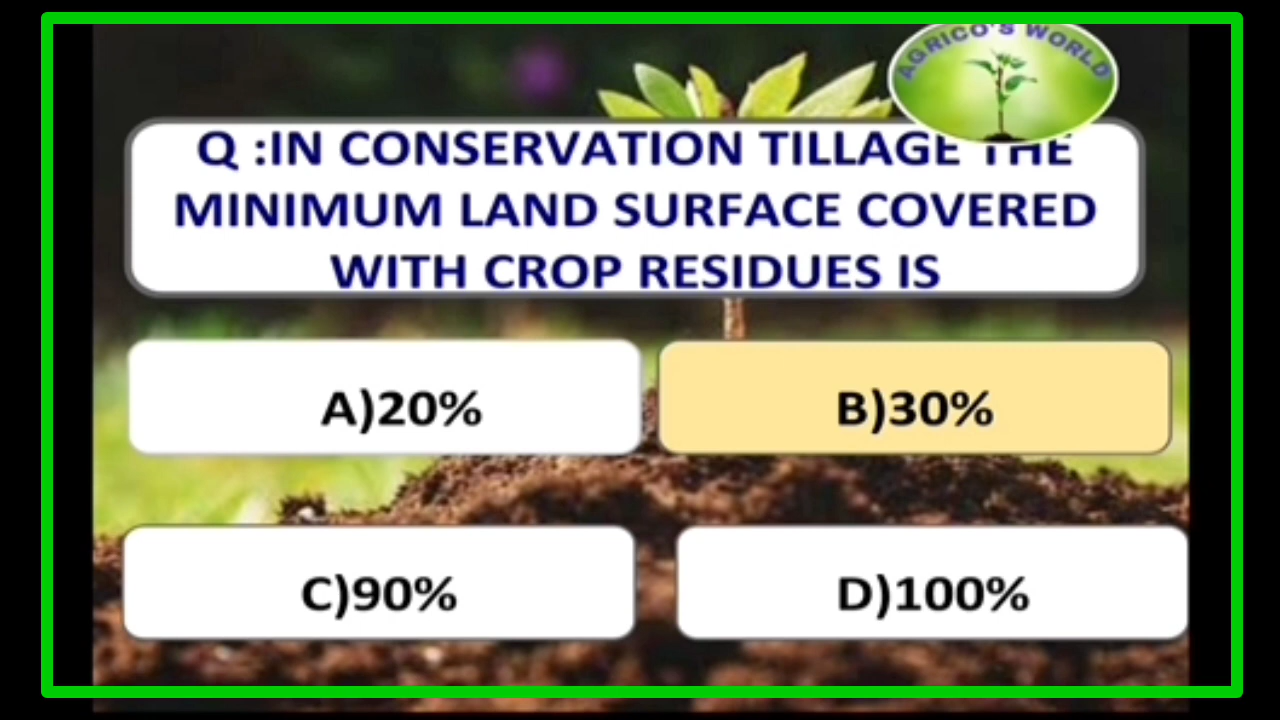 AGRICO'S WORLD
Q :IN CONSERVATION TILLAGE THE
MINIMUM LAND SURFACE COVERED
WITH CROP RESIDUES IS
A)20%
B)30%
C)90%
D)100%